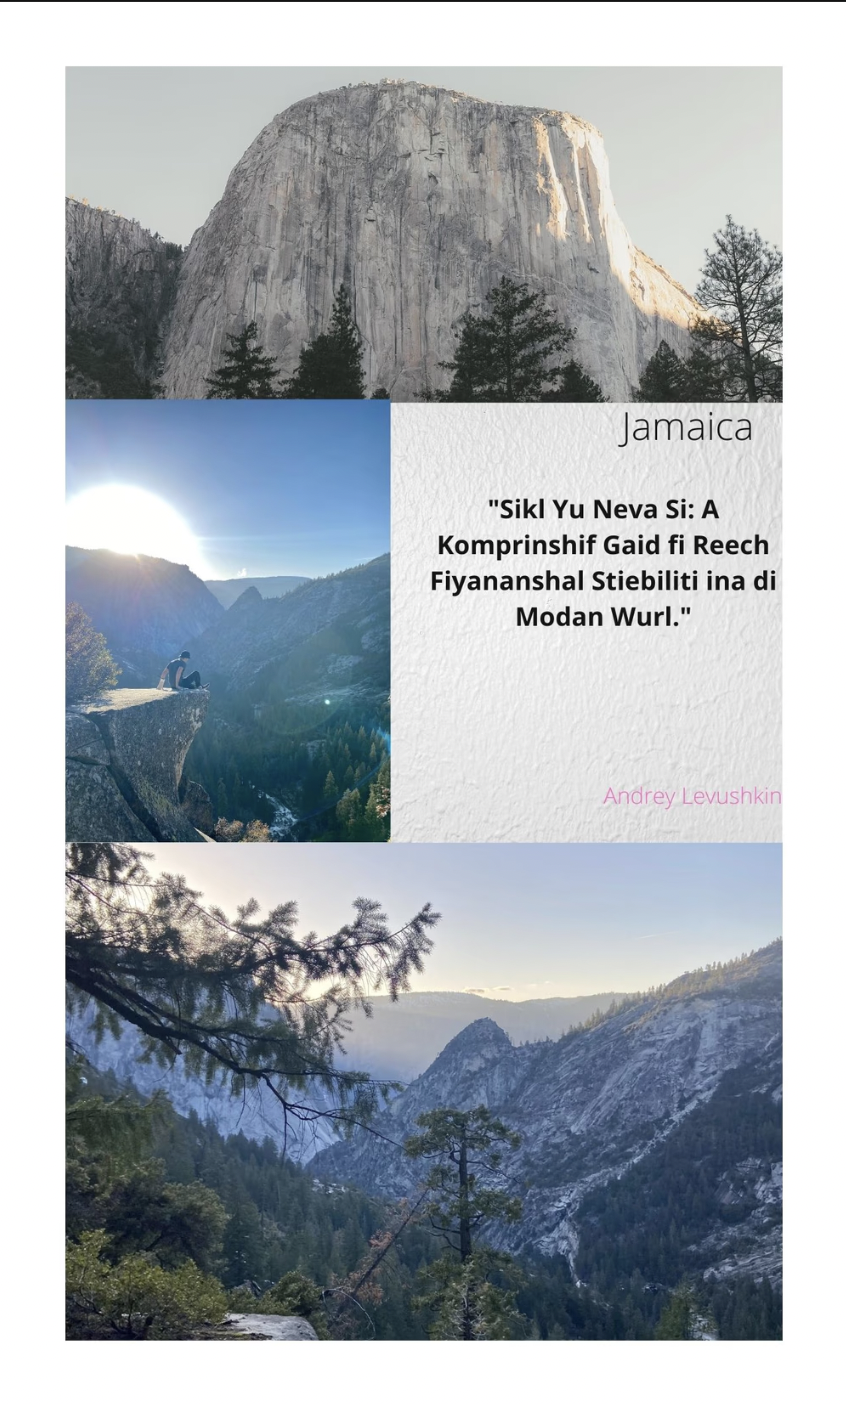 Jamaica
"Sikl Yu Neva Si: A
Komprinshif Gaid fi Reech
Fiyananshal Stiebiliti ina di
Modan Wurl."
Andrey Levushkin